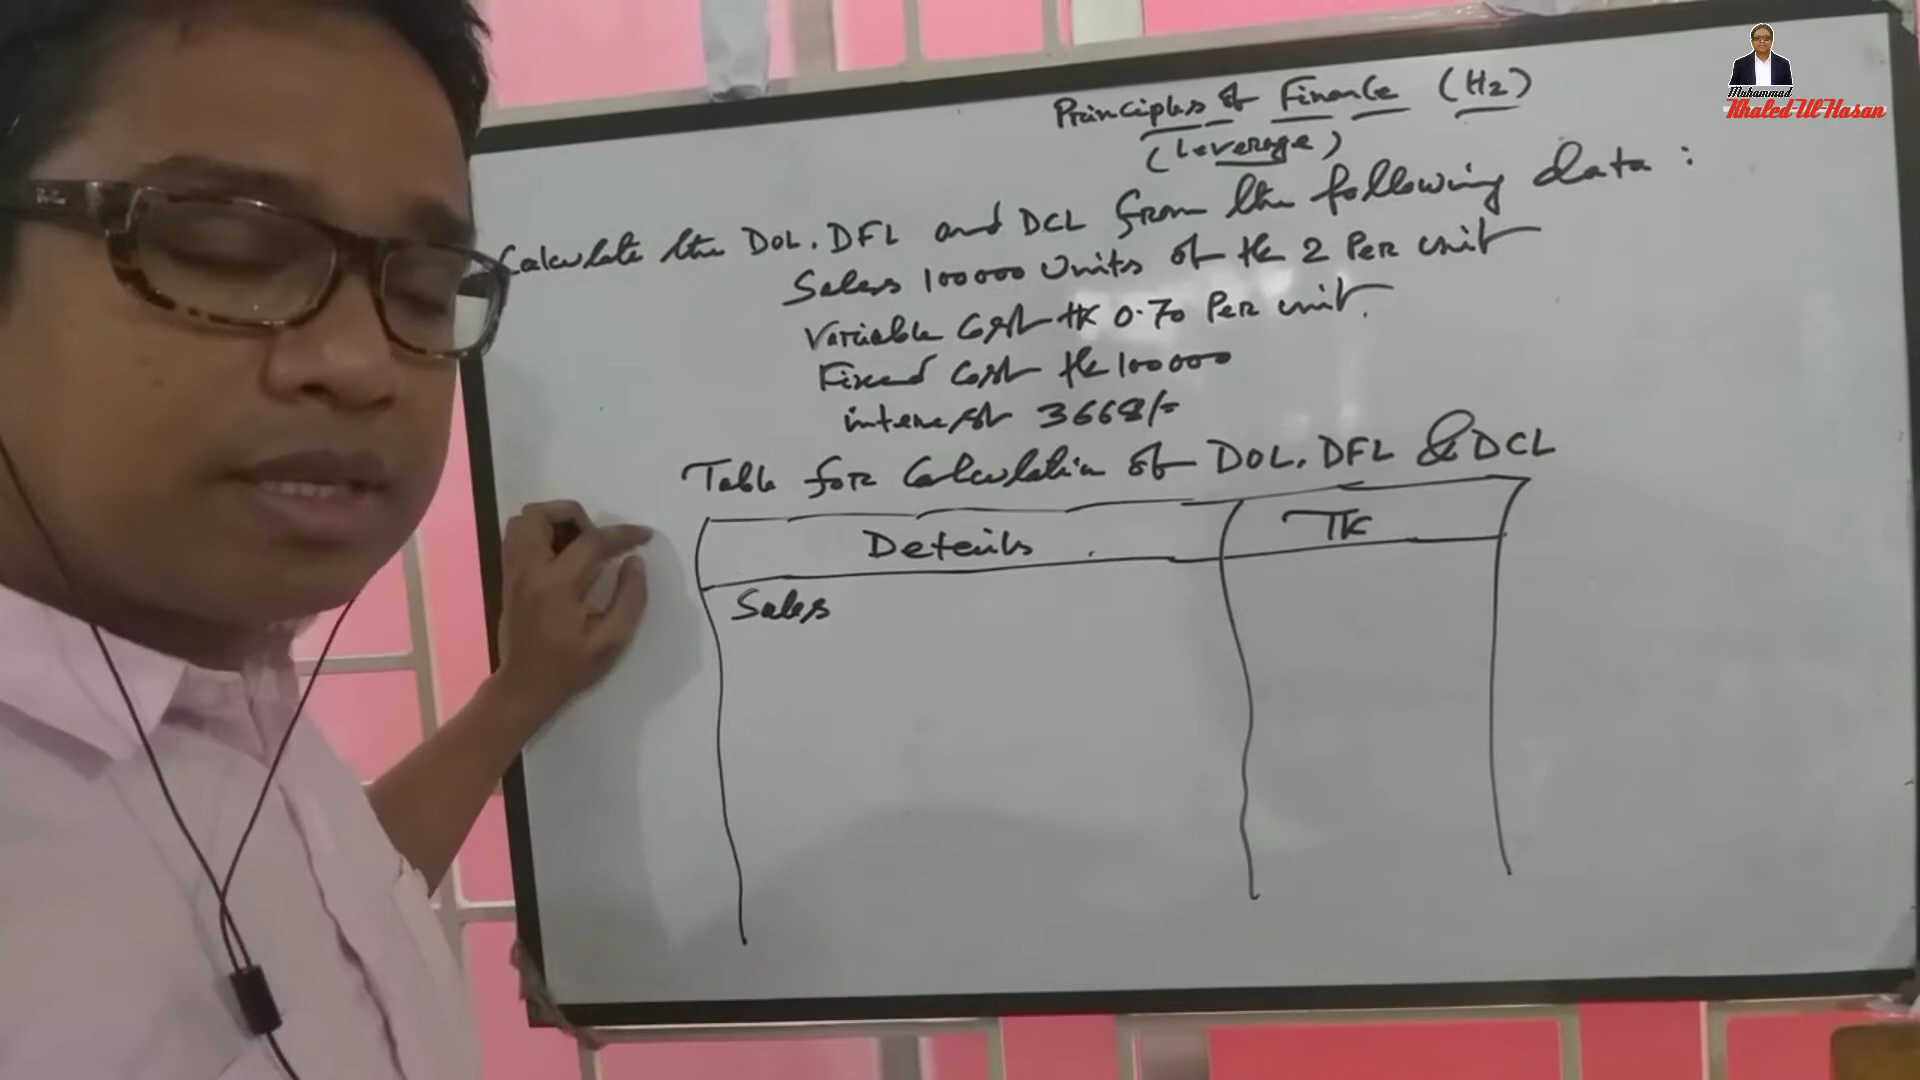 Principles of Finance (H2)
(Leverage)
Calculate the DOL, DFL and DCL from the following data :
Sales 100000 Units of tk 2 Per unit
Variable Cost tk 0.70 Per unit.
Fixed Cost tk 100000
interest 3668/=
Table for Calculation of DOL, DFL & DCL
Details
TK
Sales
Muhammad
Khaled-Ul-Hasan